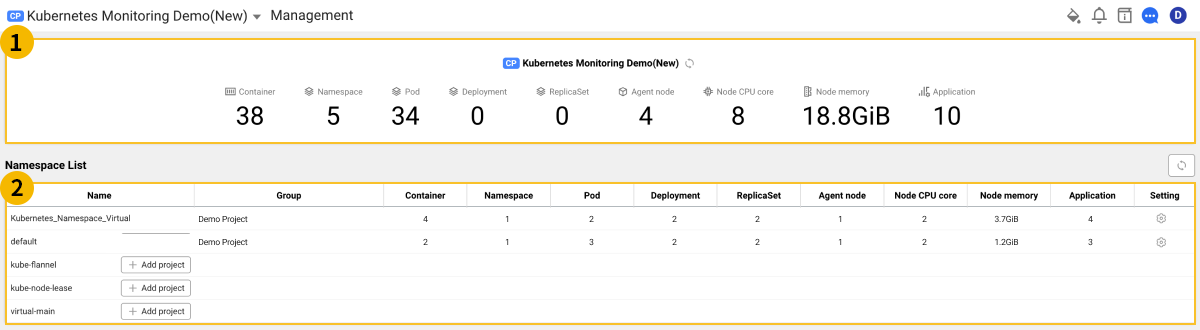 CP Kubernetes Monitoring Demo(New) Management D
1
CP Kubernetes Monitoring Demo(New)
Container Namespace Pod Deployment ReplicaSet Agent node Node CPU core Node memory Application
38 5 34 0 0 4 8 18.8GiB 10
Namespace List
2
Name Group Container Namespace Pod Deployment ReplicaSet Agent node Node CPU core Node memory Application Setting
Kubernetes_Namespace_Virtual Demo Project 4 1 2 2 2 1 2 3.7GiB 4
default Demo Project 2 1 3 2 2 1 2 1.2GiB 3
kube-flannel + Add project
kube-node-lease + Add project
virtual-main + Add project